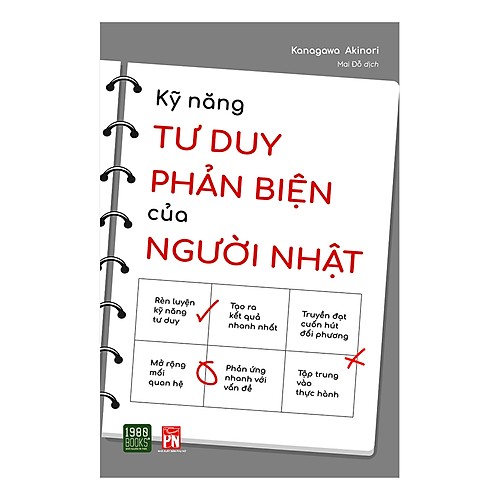 Kanagawa Akinori
Mai Đỗ dịch
Kỹ năng
TƯ DUY
PHẢN BIỆN
của
NGƯỜI NHẬT
Rèn luyện
kỹ năng
tư duy
Tạo ra
kết quả
nhanh nhất
Truyền đạt
cuốn hút
đối phương
Mở rộng
mối
quan hệ
Phản ứng
nhanh với
vấn đề
Tập trung
vào
thực hành
1980
BOOKS
PN